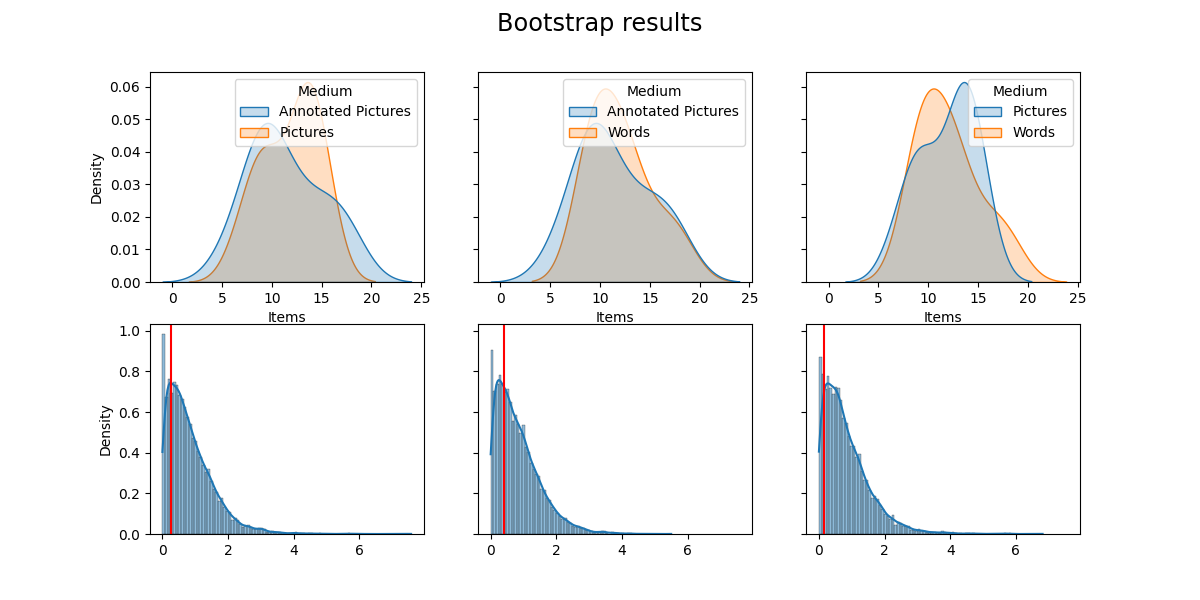 Bootstrap results
Density
0.06
0.05
0.04
0.03
0.02
0.01
0.00
Medium
Annotated Pictures
Pictures
0 5 10 15 20 25
Items
Medium
Annotated Pictures
Words
0 5 10 15 20 25
Items
Medium
Pictures
Words
0 5 10 15 20 25
Items
Density
1.0
0.8
0.6
0.4
0.2
0.0
0 2 4 6
0 2 4 6
0 2 4 6